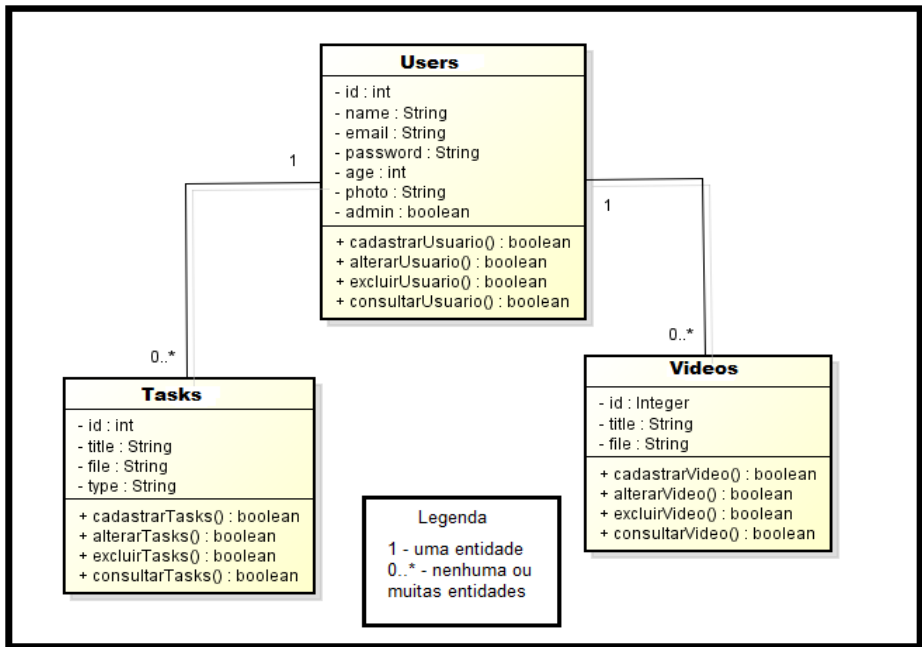 Users
- id : int
- name : String
- email : String
- password : String
- age : int
- photo : String
- admin : boolean
+ cadastrarUsuario() : boolean
+ alterarUsuario() : boolean
+ excluirUsuario() : boolean
+ consultarUsuario() : boolean
1
0..*
1
0..*
Tasks
- id : int
- title : String
- file : String
- type : String
+ cadastrarTasks() : boolean
+ alterarTasks() : boolean
+ excluirTasks() : boolean
+ consultarTasks() : boolean
Videos
- id : Integer
- title : String
- file : String
+ cadastrarVideo() : boolean
+ alterarVideo() : boolean
+ excluirVideo() : boolean
+ consultarVideo() : boolean
Legenda
1 - uma entidade
0..* - nenhuma ou
muitas entidades